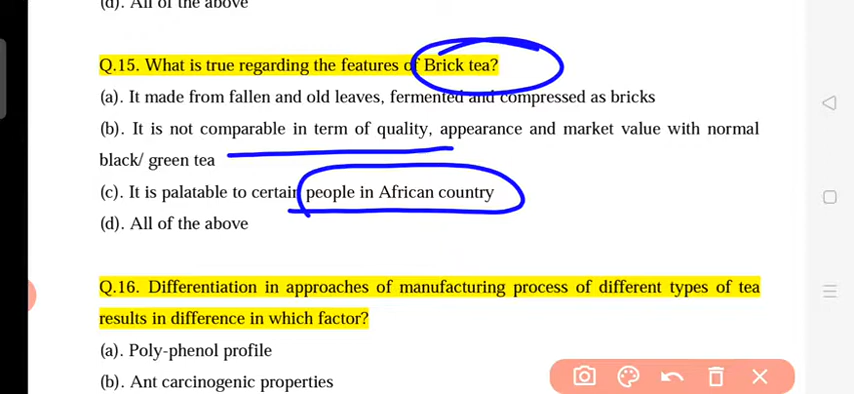 (d). All of the above
Q.15. What is true regarding the features of Brick tea?
(a). It made from fallen and old leaves, fermented and compressed as bricks
(b). It is not comparable in term of quality, appearance and market value with normal
black/ green tea
(c). It is palatable to certain people in African country
(d). All of the above
Q.16. Differentiation in approaches of manufacturing process of different types of tea
results in difference in which factor?
(a). Poly-phenol profile
(b). Ant carcinogenic properties